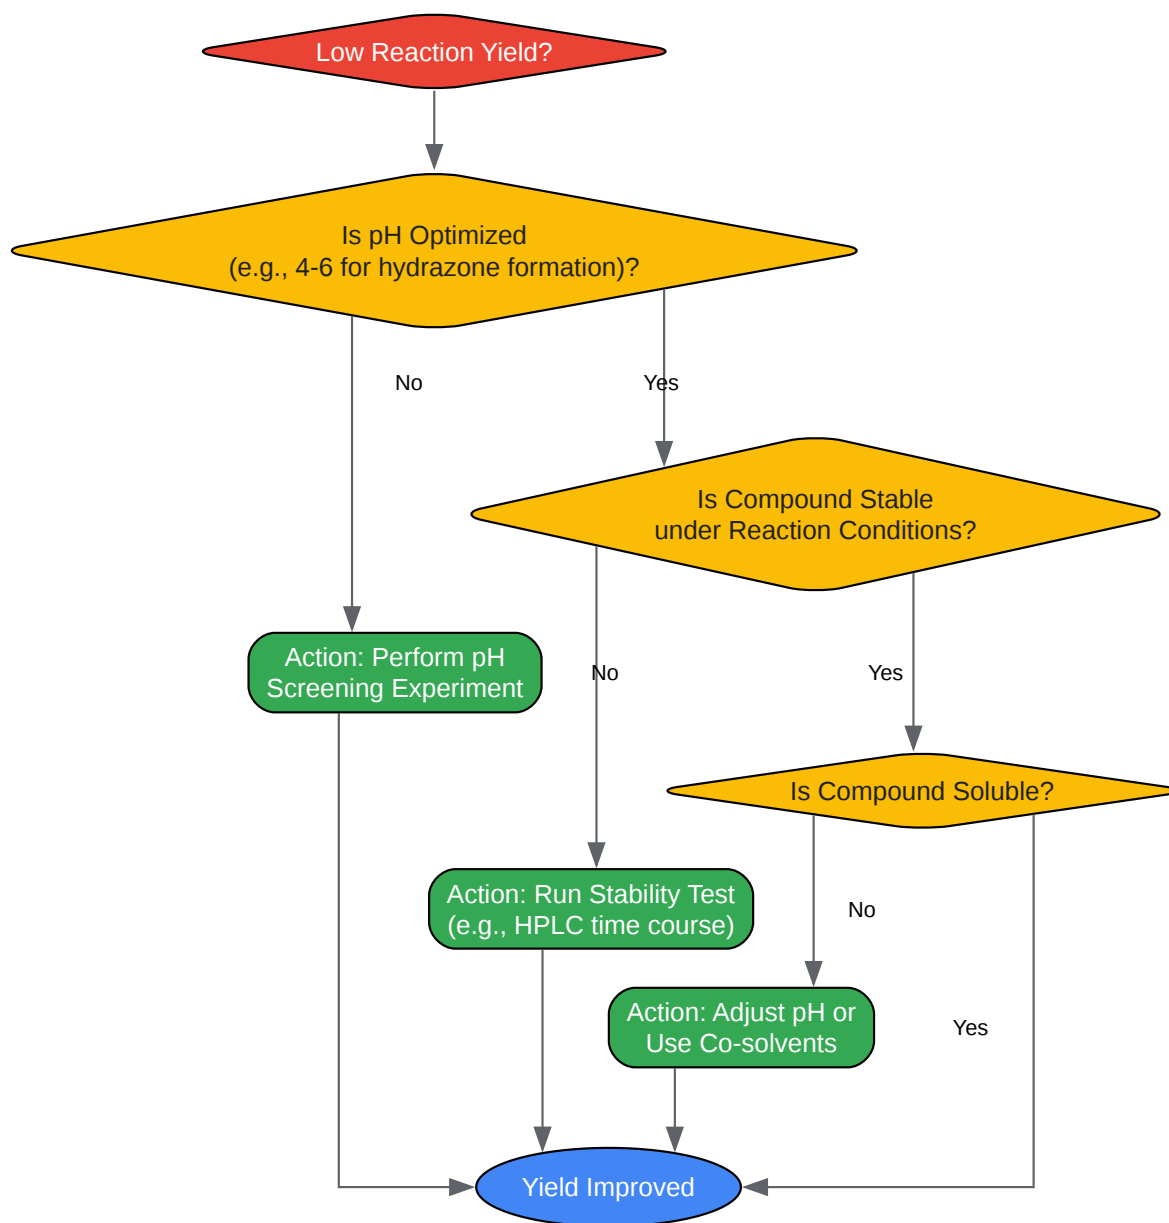 Low Reaction Yield?
Is pH Optimized
(e.g., 4-6 for hydrazone formation)?
No
Yes
Is Compound Stable
under Reaction Conditions?
Action: Perform pH
Screening Experiment
No
Yes
Is Compound Soluble?
Action: Run Stability Test
(e.g., HPLC time course)
No
Action: Adjust pH or
Use Co-solvents
Yes
Yield Improved